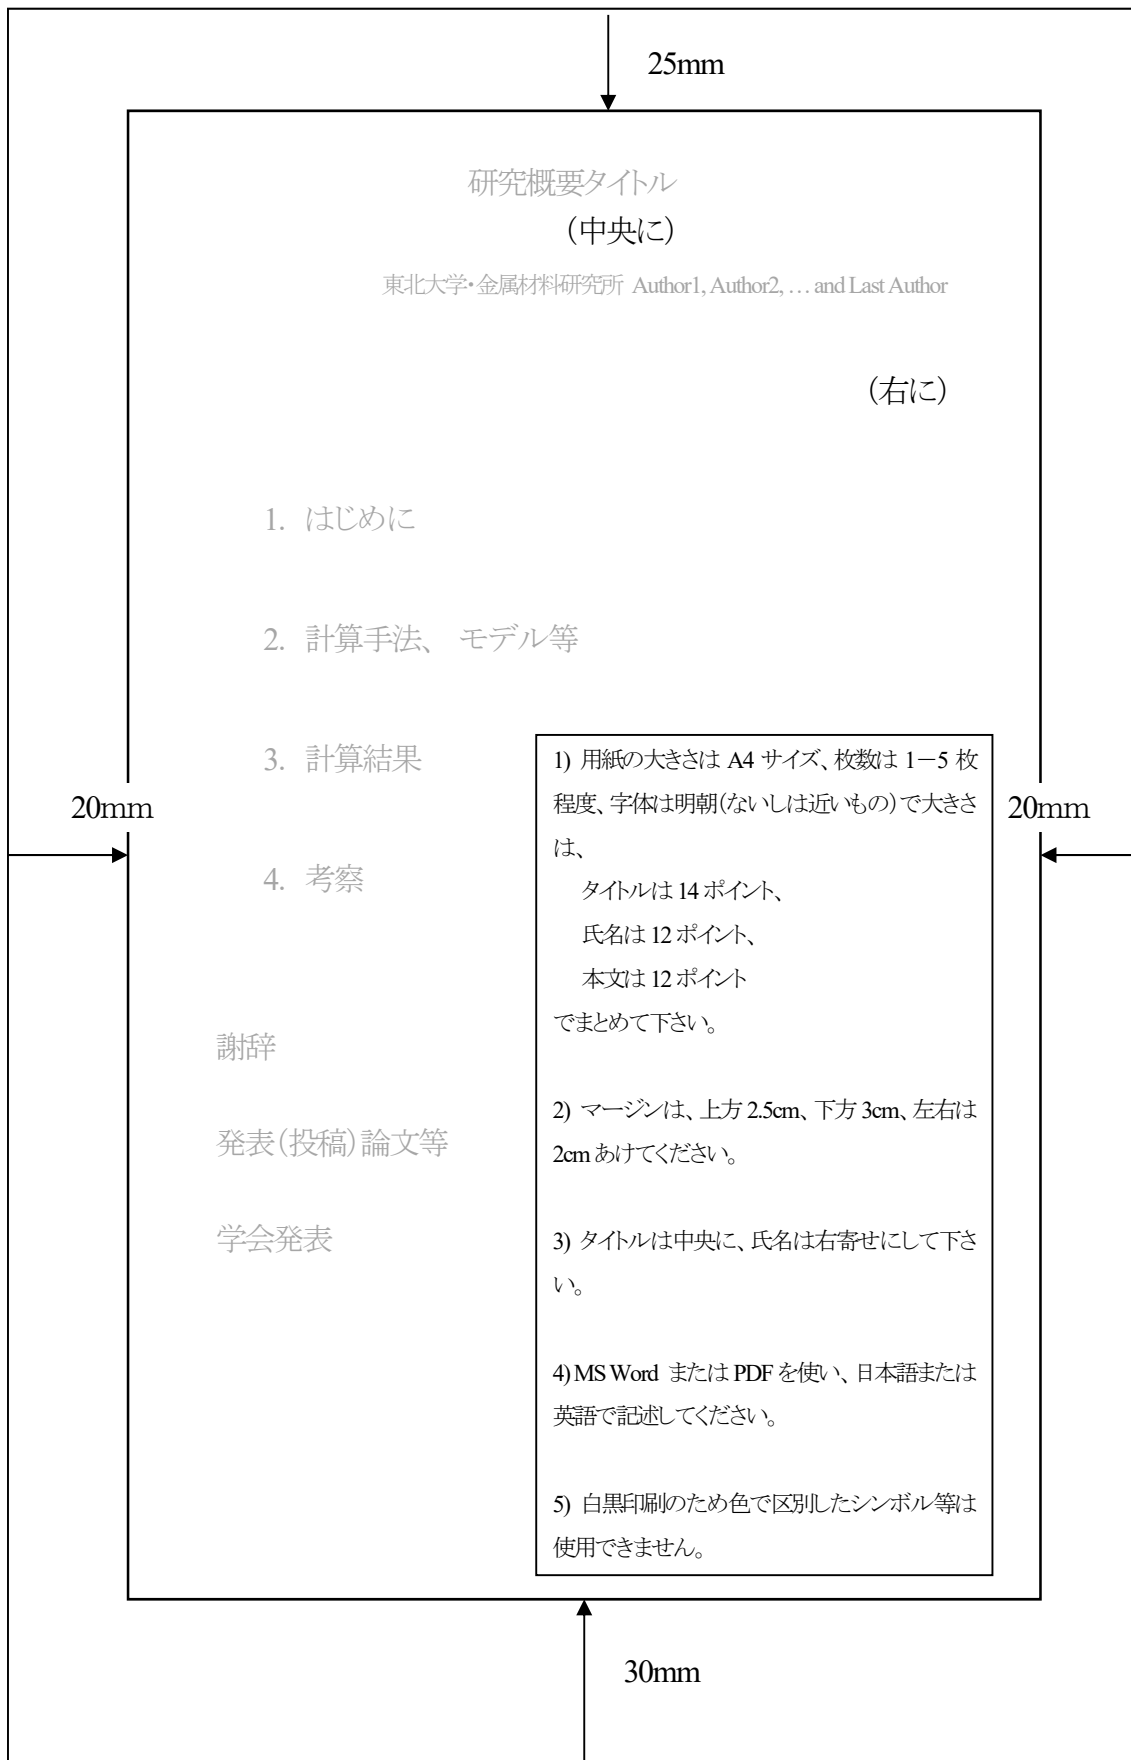 25mm
研究概要タイトル
(中央に)
東北大学・金属材料研究所 Author1, Author2, … and Last Author
(右に)
1. はじめに
2. 計算手法、 モデル等
3. 計算結果
4. 考察
謝辞
発表(投稿)論文等
学会発表
20mm
1) 用紙の大きさは A4 サイズ、枚数は 1－5 枚
程度、字体は明朝(ないしは近いもの)で大きさ
は、
タイトルは 14 ポイント、
氏名は 12 ポイント、
本文は 12 ポイント
でまとめて下さい。
2) マージンは、上方 2.5cm、下方 3cm、左右は
2cm あけてください。
3) タイトルは中央に、氏名は右寄せにして下さ
い。
4) MS Word または PDF を使い、日本語または
英語で記述してください。
5) 白黒印刷のため色で区別したシンボル等は
使用できません。
20mm
30mm